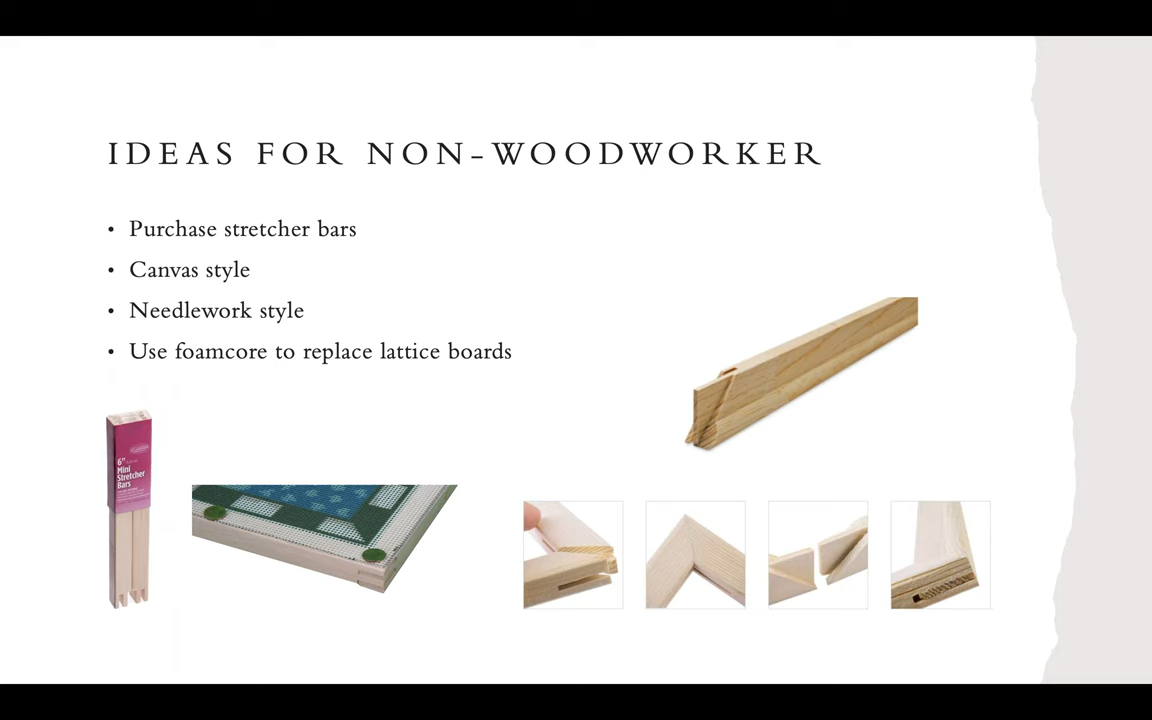 IDEAS FOR NON-WOODWORKER
• Purchase stretcher bars
• Canvas style
• Needlework style
• Use foamcore to replace lattice boards
6"
Mini
Stretcher
Bars